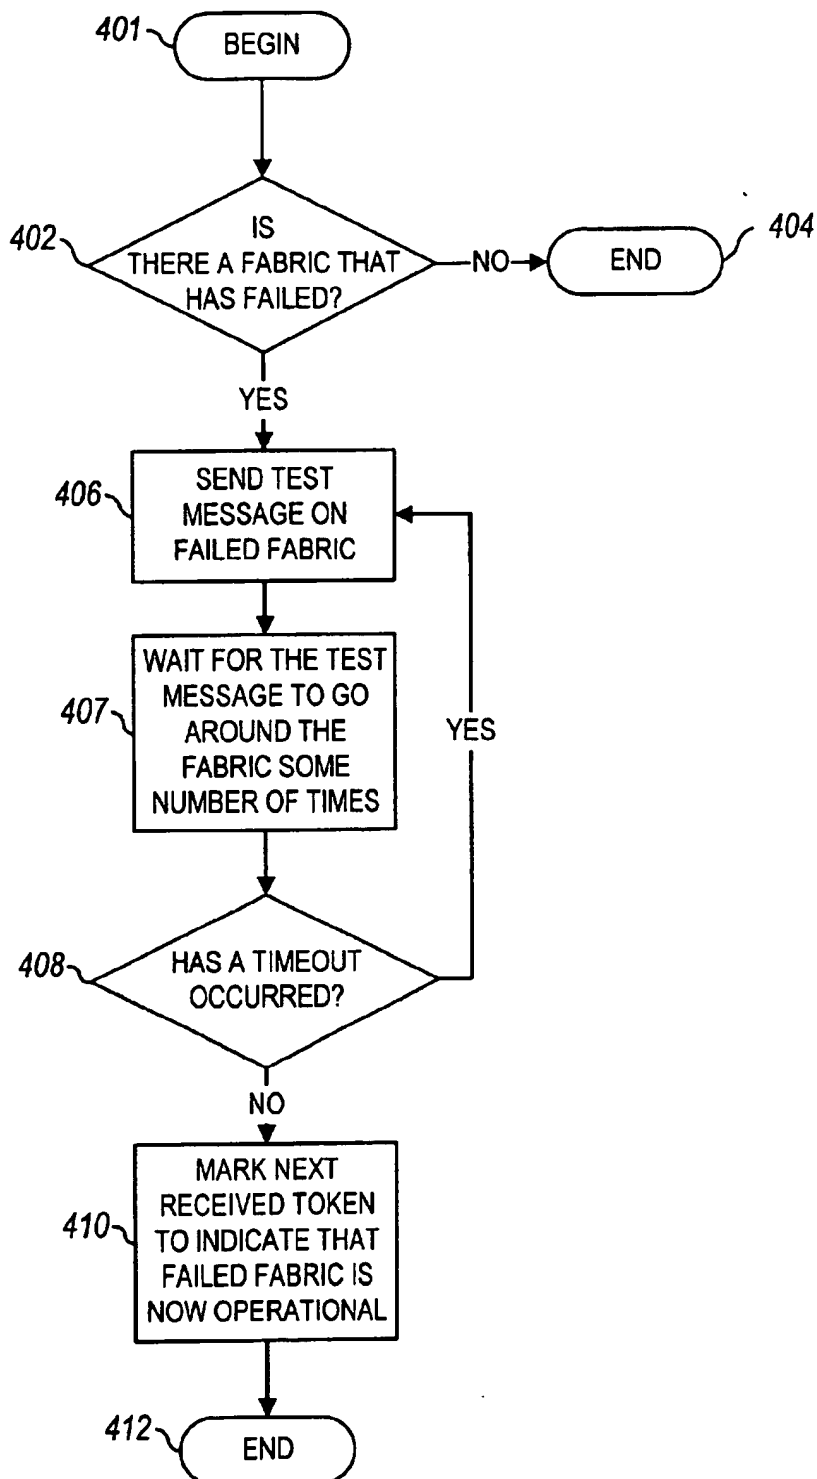 401
BEGIN
402
IS
THERE A FABRIC THAT
HAS FAILED?
NO
END
404
YES
406
SEND TEST
MESSAGE ON
FAILED FABRIC
407
WAIT FOR THE TEST
MESSAGE TO GO
AROUND THE
FABRIC SOME
NUMBER OF TIMES
YES
408
HAS A TIMEOUT
OCCURRED?
NO
410
MARK NEXT
RECEIVED TOKEN
TO INDICATE THAT
FAILED FABRIC IS
NOW OPERATIONAL
412
END